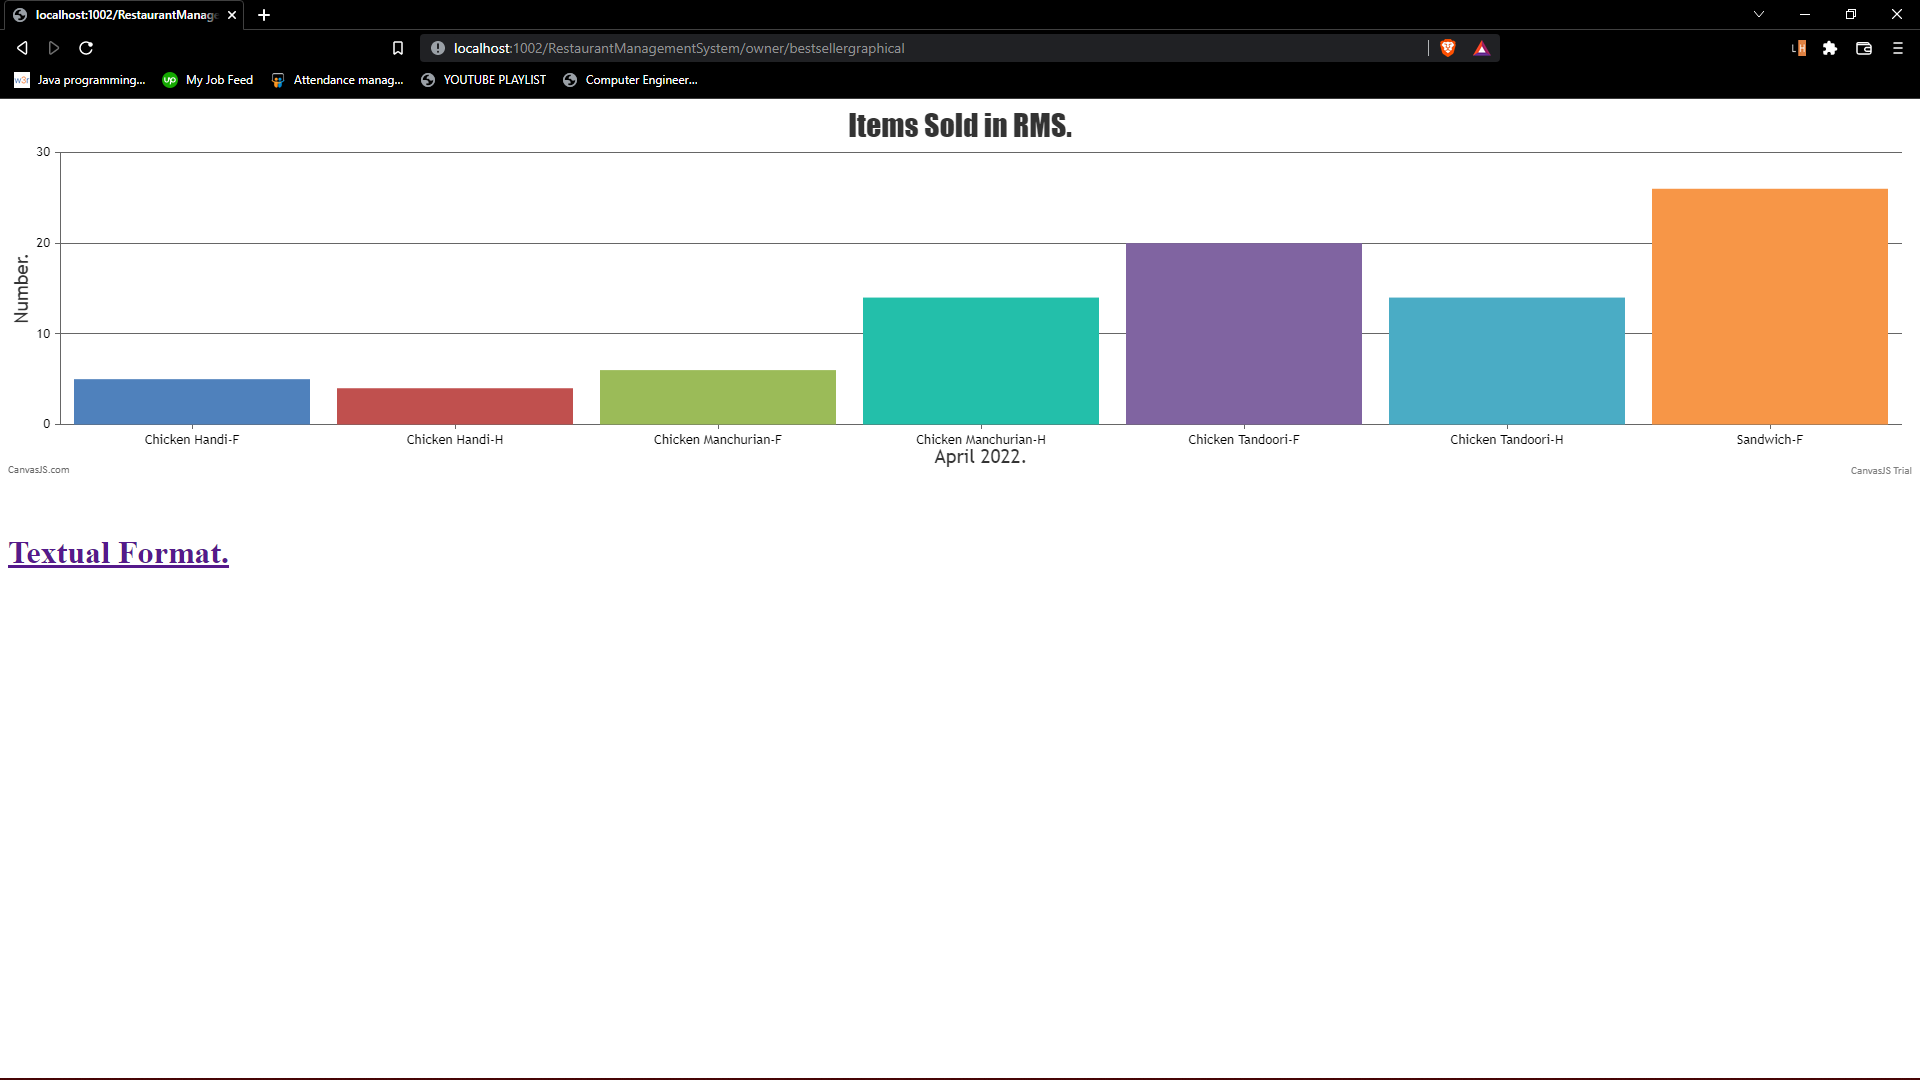 localhost:1002/RestaurantManage
localhost:1002/RestaurantManagementSystem/owner/bestsellergraphical
L H
w3r Java programming... up My Job Feed Attendance manag... YOUTUBE PLAYLIST Computer Engineer...
Items Sold in RMS.
30
20
10
0
Number.
Chicken Handi-F Chicken Handi-H Chicken Manchurian-F Chicken Manchurian-H Chicken Tandoori-F Chicken Tandoori-H Sandwich-F
April 2022.
CanvasJS.com CanvasJS Trial
Textual Format.